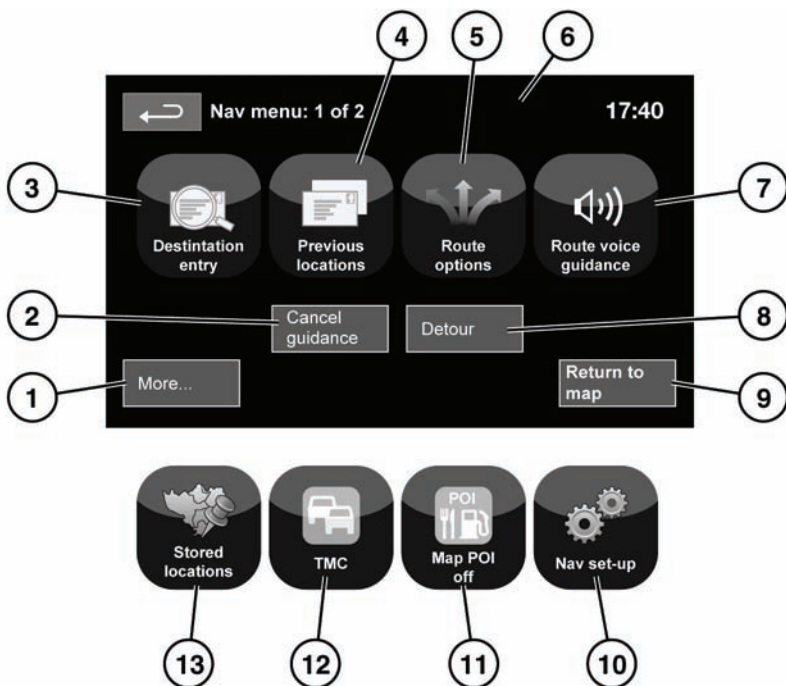 4
5
6
Nav menu: 1 of 2
17:40
3
7
Destintation
entry
Previous
locations
Route
options
Route voice
guidance
2
Cancel
guidance
Detour
8
1
More...
Return to
map
9
Stored
locations
TMC
POI
Map POI
off
Nav set-up
13
12
11
10